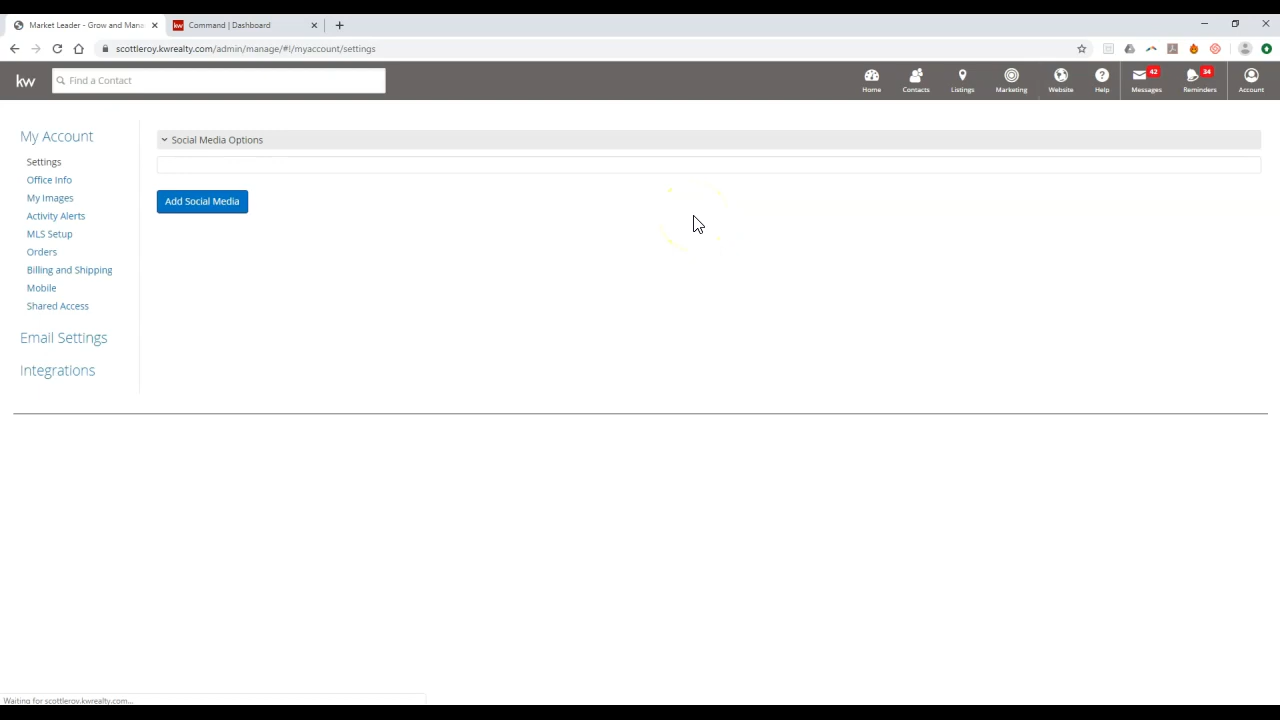 Market Leader - Grow and Mana
Command | Dashboard
scottleroy.kwrealty.com/admin/manage/#!/myaccount/settings
kw
Find a Contact
Home
Contacts
Listings
Marketing
Website
Help
42
Messages
34
Reminders
Account
My Account
Settings
Office Info
My Images
Activity Alerts
MLS Setup
Orders
Billing and Shipping
Mobile
Shared Access
Email Settings
Integrations
Social Media Options
Add Social Media
Waiting for scottleroy.kwrealty.com...